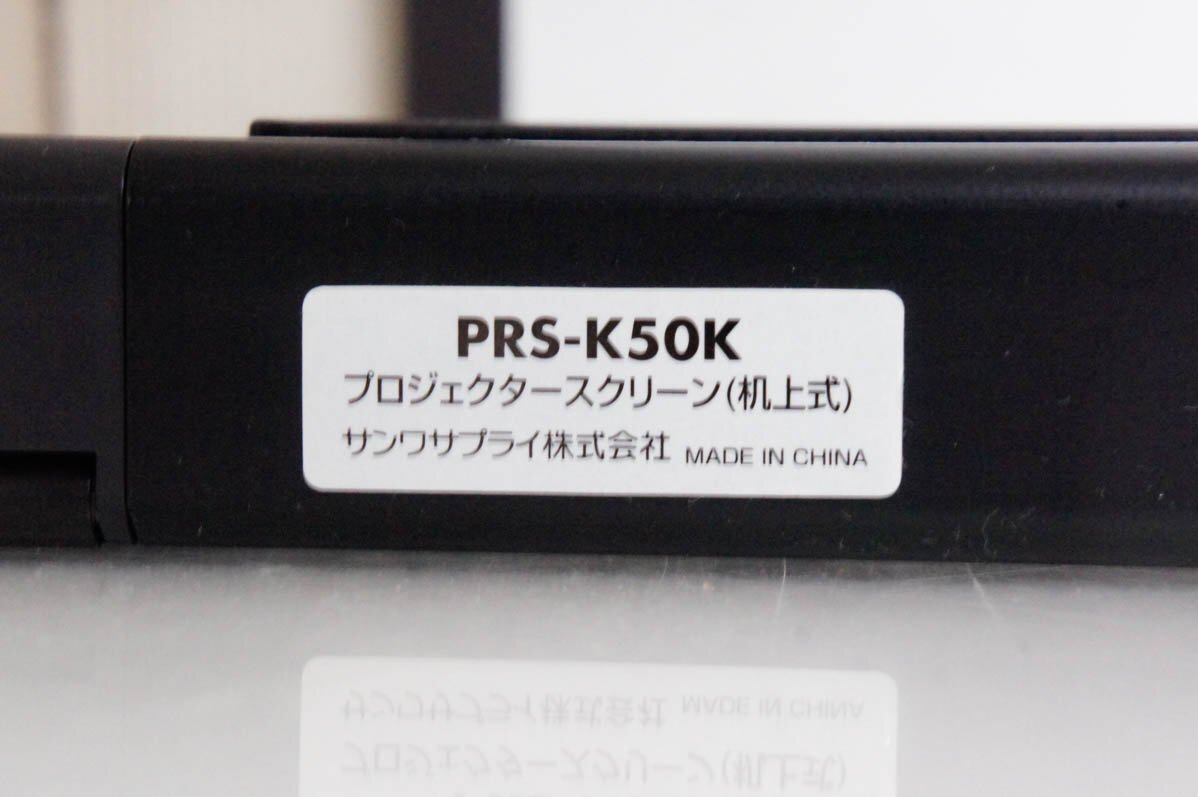 PRS-K50K
プロジェクタースクリーン(机上式)
サンワサプライ株式会社 MADE IN CHINA